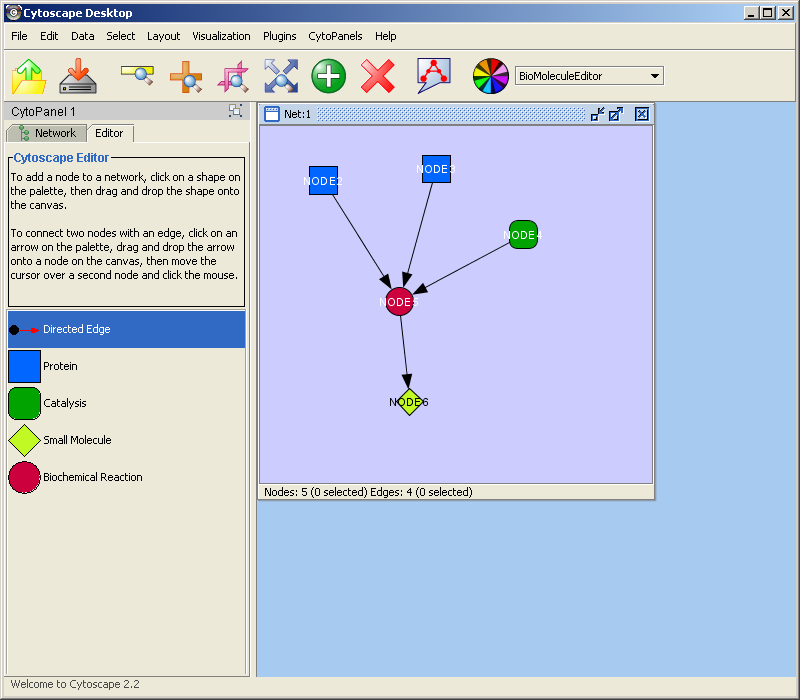 Cytoscape Desktop
File Edit Data Select Layout Visualization Plugins CytoPanels Help
BioMoleculeEditor
CytoPanel 1
Network Editor
Cytoscape Editor
To add a node to a network, click on a shape on
the palette, then drag and drop the shape onto
the canvas.
To connect two nodes with an edge, click on an
arrow on the palette, drag and drop the arrow
onto a node on the canvas, then move the
cursor over a second node and click the mouse.
Directed Edge
Protein
Catalysis
Small Molecule
Biochemical Reaction
Net:1
NODE2
NODE3
NODE4
NODE5
NODE6
Nodes: 5 (0 selected) Edges: 4 (0 selected)
Welcome to Cytoscape 2.2